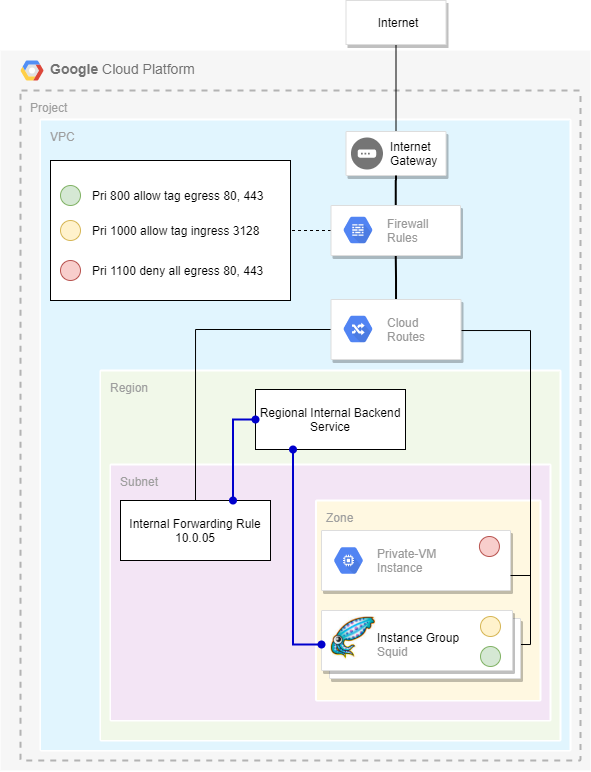 Internet
Google Cloud Platform
Project
VPC
Internet
Gateway
Pri 800 allow tag egress 80, 443
Pri 1000 allow tag ingress 3128
Pri 1100 deny all egress 80, 443
Firewall
Rules
Cloud
Routes
Region
Regional Internal Backend
Service
Subnet
Internal Forwarding Rule
10.0.05
Zone
Private-VM
Instance
Instance Group
Squid